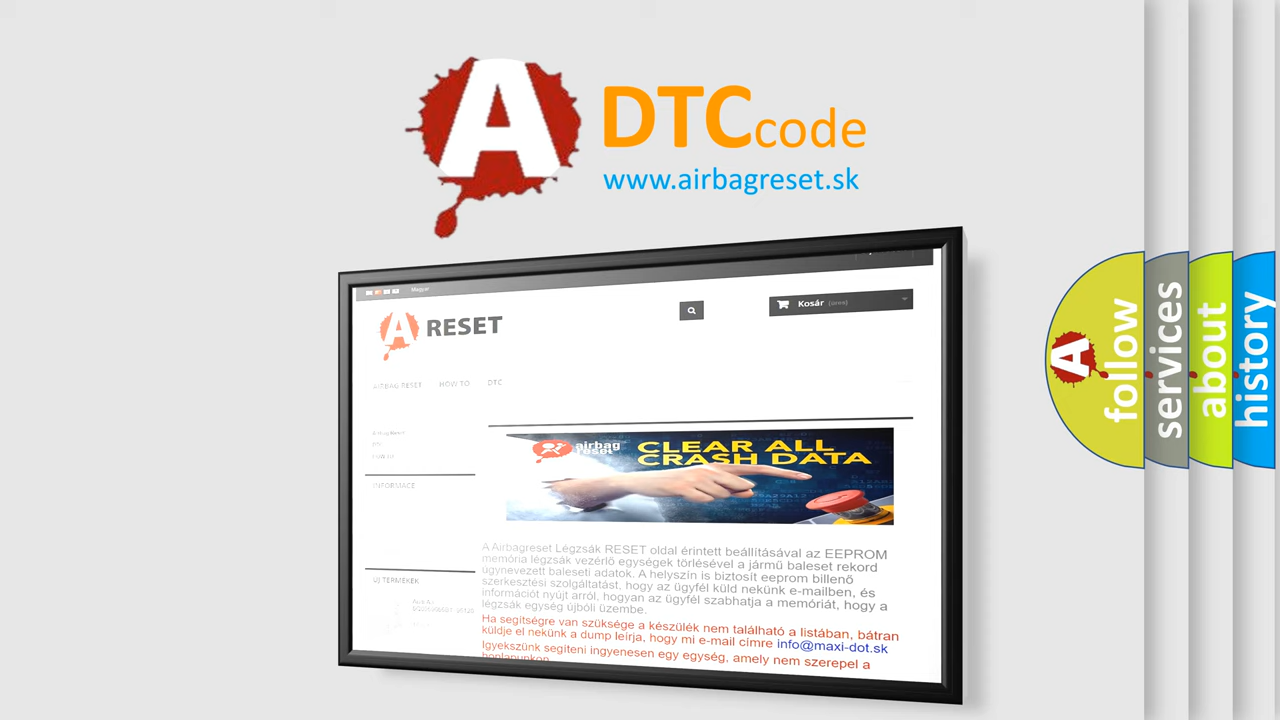 A
DTCcode
www.airbagreset.sk
Magyar
A RESET
Kosár (üres)
AIRBAG RESET HOW TO DTC
INFORMACE
ÚJ TERMÉKEK
airbag
reset
CLEAR ALL
CRASH DATA
A Airbagreset Légzsák RESET oldal érintett beállításával az EEPROM
memória légzsák vezérlő egységek törlésével a jármű baleset rekord
úgynevezett baleseti adatok. A helyszín is biztosít eeprom billenő
szerkesztési szolgáltatást, hogy az ügyfél küld nekünk e-mailben, és
információt nyújt arról, hogyan az ügyfél szabhatja a memóriát, hogy a
légzsák egység újbóli üzembe.
Ha segítségre van szüksége a készülék nem található a listában, bátran
küldje el nekünk a dump leírja, hogy mi e-mail címre info@maxi-dot.sk
Igyekszünk segíteni ingyenesen egy egység, amely nem szerepel a
honlapunkon
A
follow
services
about
history